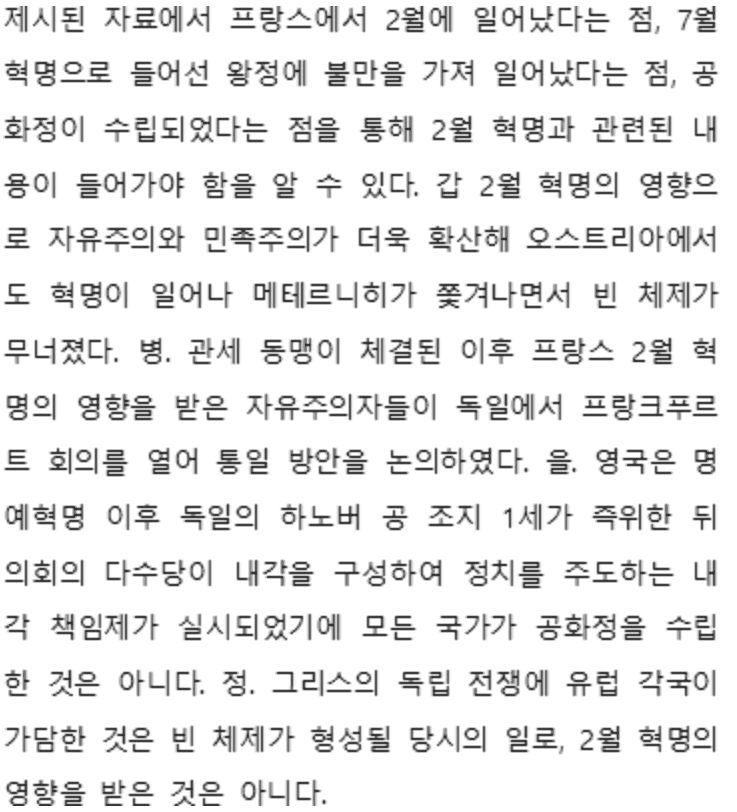 제시된 자료에서 프랑스에서 2월에 일어났다는 점, 7월
혁명으로 들어선 왕정에 불만을 가져 일어났다는 점, 공
화정이 수립되었다는 점을 통해 2월 혁명과 관련된 내
용이 들어가야 함을 알 수 있다. 갑 2월 혁명의 영향으
로 자유주의와 민족주의가 더욱 확산해 오스트리아에서
도 혁명이 일어나 메테르니히가 쫓겨나면서 빈 체제가
무너졌다. 병. 관세 동맹이 체결된 이후 프랑스 2월 혁
명의 영향을 받은 자유주의자들이 독일에서 프랑크푸르
트 회의를 열어 통일 방안을 논의하였다. 을. 영국은 명
예혁명 이후 독일의 하노버 공 조지 1세가 즉위한 뒤
의회의 다수당이 내각을 구성하여 정치를 주도하는 내
각 책임제가 실시되었기에 모든 국가가 공화정을 수립
한 것은 아니다. 정. 그리스의 독립 전쟁에 유럽 각국이
가담한 것은 빈 체제가 형성될 당시의 일로, 2월 혁명의
영향을 받은 것은 아니다.